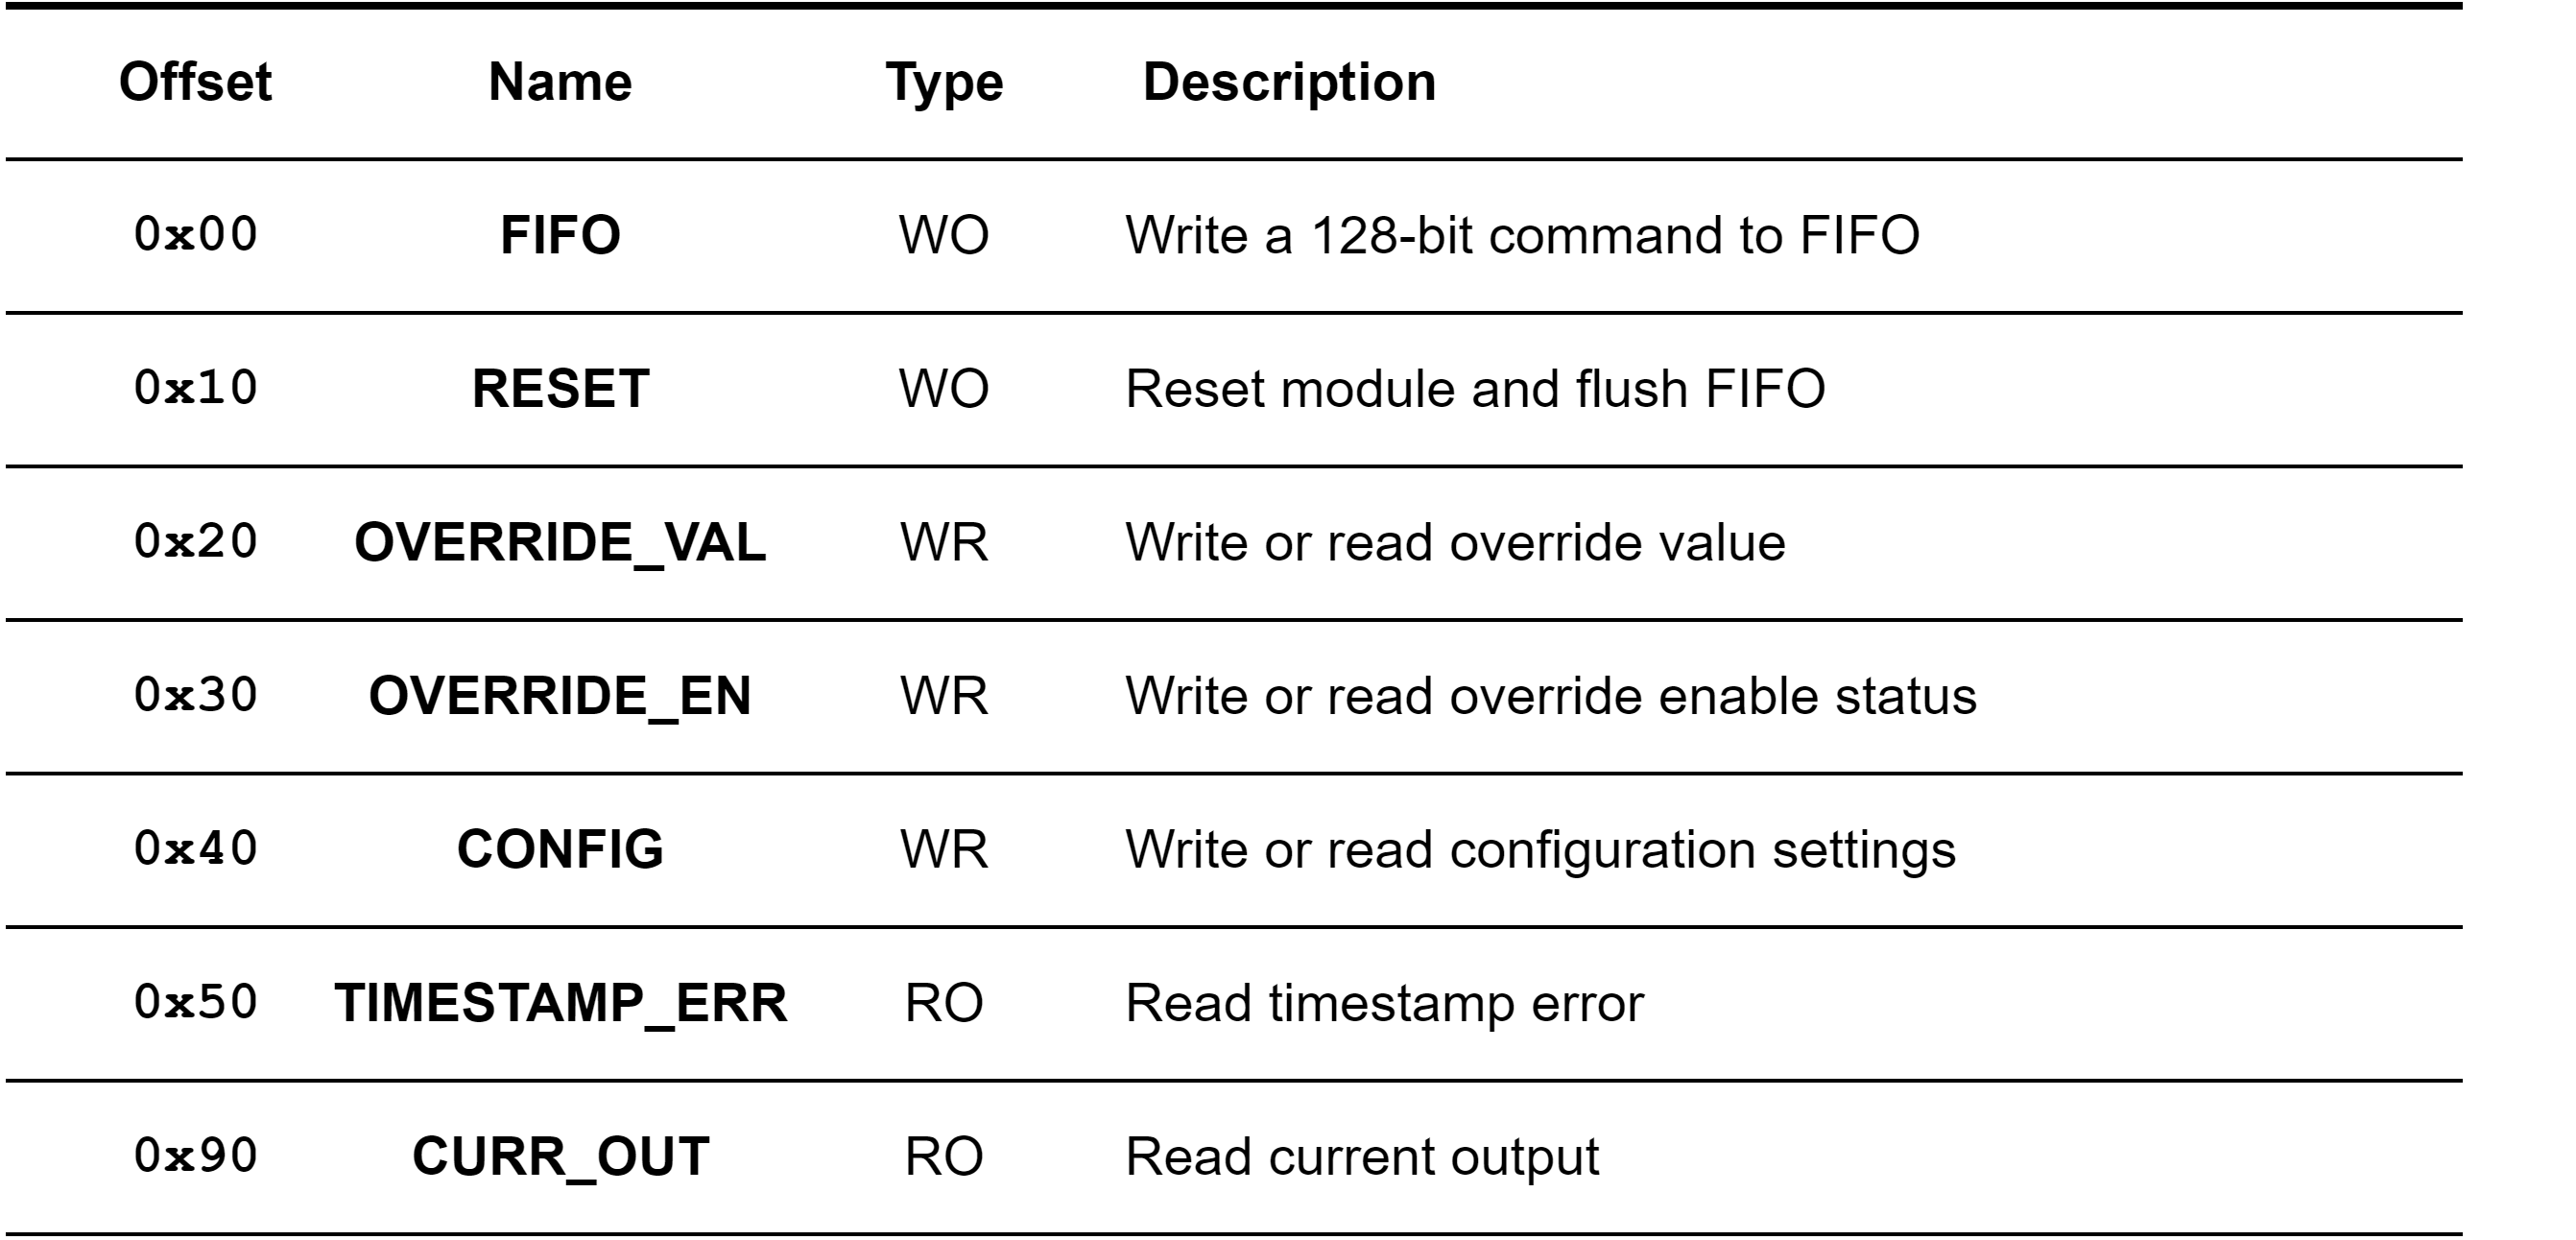 Offset Name Type Description
0x00 FIFO WO Write a 128-bit command to FIFO
0x10 RESET WO Reset module and flush FIFO
0x20 OVERRIDE_VAL WR Write or read override value
0x30 OVERRIDE_EN WR Write or read override enable status
0x40 CONFIG WR Write or read configuration settings
0x50 TIMESTAMP_ERR RO Read timestamp error
0x90 CURR_OUT RO Read current output